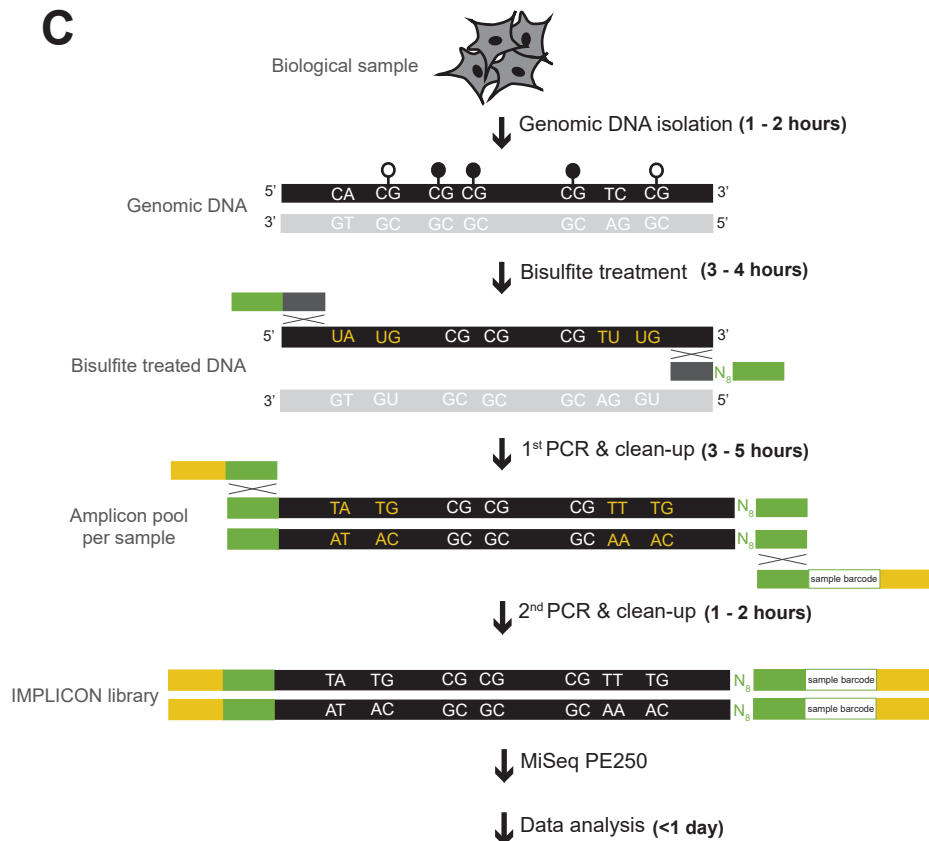 C
Biological sample
Genomic DNA isolation (1 - 2 hours)
5’ CA CG CG CG CG TC CG 3’
Genomic DNA
3’ GT GC GC GC GC AG GC 5’
Bisulfite treatment (3 - 4 hours)
5’ UA UG CG CG CG TU UG 3’
Bisulfite treated DNA
N8
3’ GT GU GC GC GC AG GU 5’
1st PCR & clean-up (3 - 5 hours)
TA TG CG CG CG TT TG N8
Amplicon pool
per sample
AT AC GC GC GC AA AC N8
sample barcode
2nd PCR & clean-up (1 - 2 hours)
TA TG CG CG CG TT TG N8 sample barcode
IMPLICON library
AT AC GC GC GC AA AC N8 sample barcode
MiSeq PE250
Data analysis (<1 day)